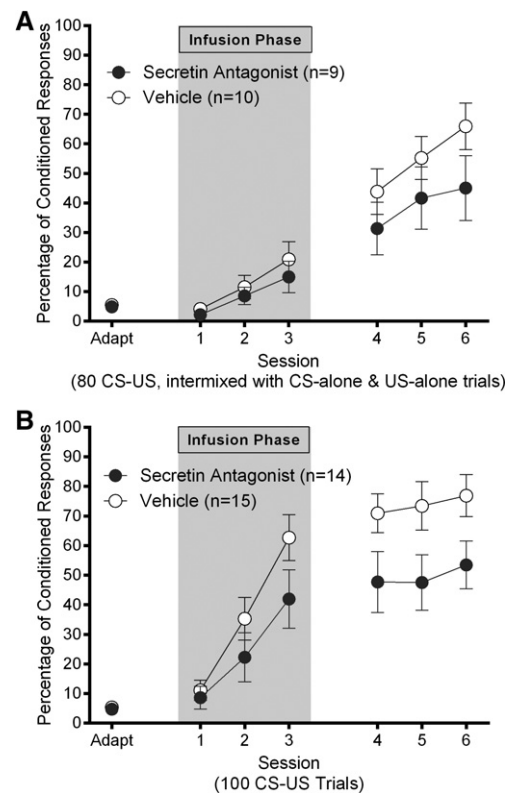 A
Percentage of Conditioned Responses
100
90
80
70
60
50
40
30
20
10
0
Infusion Phase
Secretin Antagonist (n=9)
Vehicle (n=10)
Adapt 1 2 3 4 5 6
Session
(80 CS-US, intermixed with CS-alone & US-alone trials)
B
Percentage of Conditioned Responses
100
90
80
70
60
50
40
30
20
10
0
Infusion Phase
Secretin Antagonist (n=14)
Vehicle (n=15)
Adapt 1 2 3 4 5 6
Session
(100 CS-US Trials)